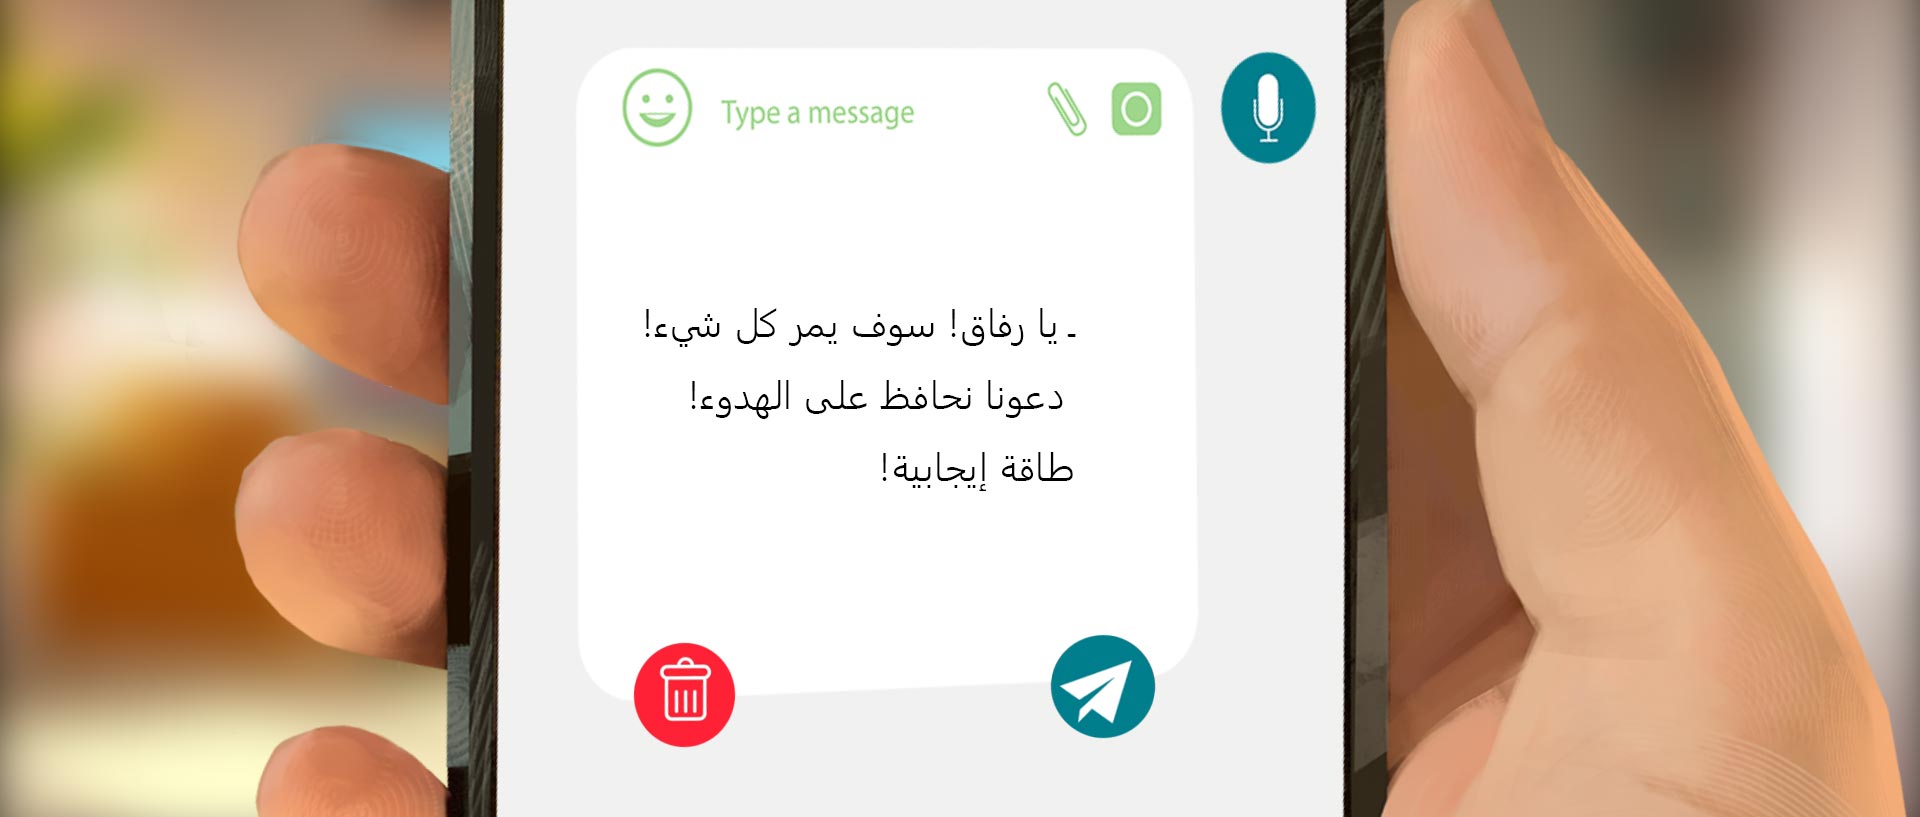 Type a message
ـ يا رفاق! سوف يمر كل شيء!
دعونا نحافظ على الهدوء!
طاقة إيجابية!